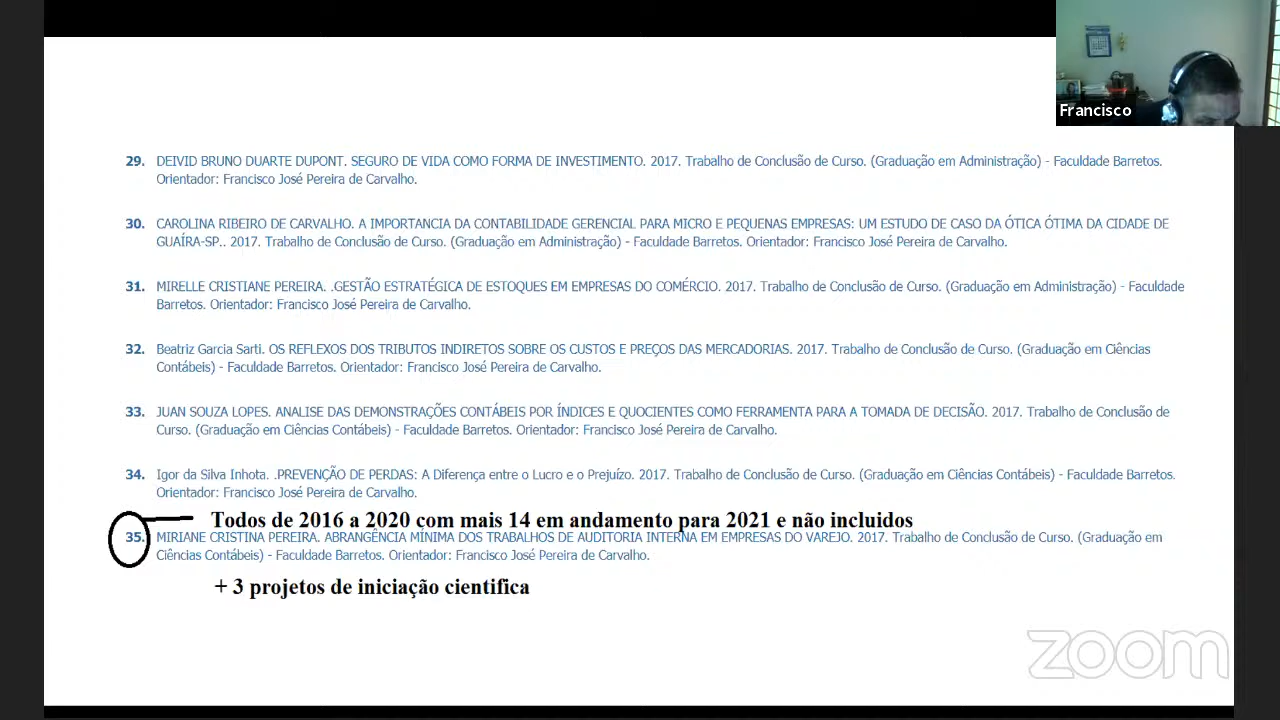 Francisco
29. DEIVID BRUNO DUARTE DUPONT. SEGURO DE VIDA COMO FORMA DE INVESTIMENTO. 2017. Trabalho de Conclusão de Curso. (Graduação em Administração) - Faculdade Barretos.
Orientador: Francisco José Pereira de Carvalho.
30. CAROLINA RIBEIRO DE CARVALHO. A IMPORTANCIA DA CONTABILIDADE GERENCIAL PARA MICRO E PEQUENAS EMPRESAS: UM ESTUDO DE CASO DA ÓTICA ÓTIMA DA CIDADE DE
GUAÍRA-SP.. 2017. Trabalho de Conclusão de Curso. (Graduação em Administração) - Faculdade Barretos. Orientador: Francisco José Pereira de Carvalho.
31. MIRELLE CRISTIANE PEREIRA. .GESTÃO ESTRATÉGICA DE ESTOQUES EM EMPRESAS DO COMÉRCIO. 2017. Trabalho de Conclusão de Curso. (Graduação em Administração) - Faculdade
Barretos. Orientador: Francisco José Pereira de Carvalho.
32. Beatriz Garcia Sarti. OS REFLEXOS DOS TRIBUTOS INDIRETOS SOBRE OS CUSTOS E PREÇOS DAS MERCADORIAS. 2017. Trabalho de Conclusão de Curso. (Graduação em Ciências
Contábeis) - Faculdade Barretos. Orientador: Francisco José Pereira de Carvalho.
33. JUAN SOUZA LOPES. ANALISE DAS DEMONSTRAÇÕES CONTÁBEIS POR ÍNDICES E QUOCIENTES COMO FERRAMENTA PARA A TOMADA DE DECISÃO. 2017. Trabalho de Conclusão de
Curso. (Graduação em Ciências Contábeis) - Faculdade Barretos. Orientador: Francisco José Pereira de Carvalho.
34. Igor da Silva Inhota. .PREVENÇÃO DE PERDAS: A Diferença entre o Lucro e o Prejuízo. 2017. Trabalho de Conclusão de Curso. (Graduação em Ciências Contábeis) - Faculdade Barretos.
Orientador: Francisco José Pereira de Carvalho.
Todos de 2016 a 2020 com mais 14 em andamento para 2021 e não incluidos
35. MIRIANE CRISTINA PEREIRA. ABRANGÊNCIA MÍNIMA DOS TRABALHOS DE AUDITORIA INTERNA EM EMPRESAS DO VAREJO. 2017. Trabalho de Conclusão de Curso. (Graduação em
Ciências Contábeis) - Faculdade Barretos. Orientador: Francisco José Pereira de Carvalho.
+ 3 projetos de iniciação cientifica
zoom